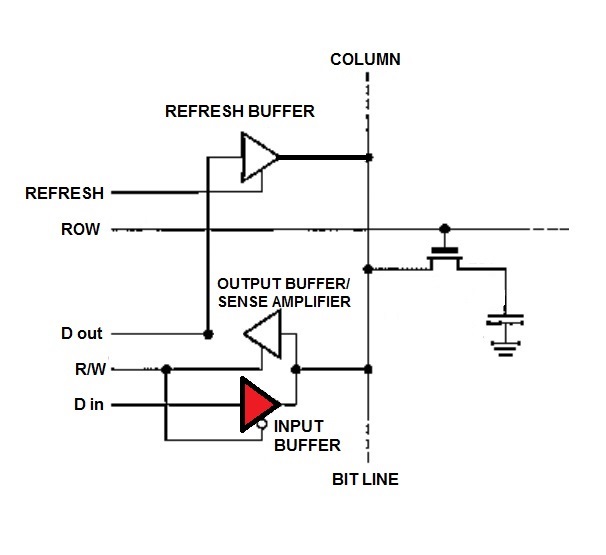 COLUMN
REFRESH BUFFER
REFRESH
ROW
OUTPUT BUFFER/
SENSE AMPLIFIER
D out
R/W
D in
INPUT
BUFFER
BIT LINE